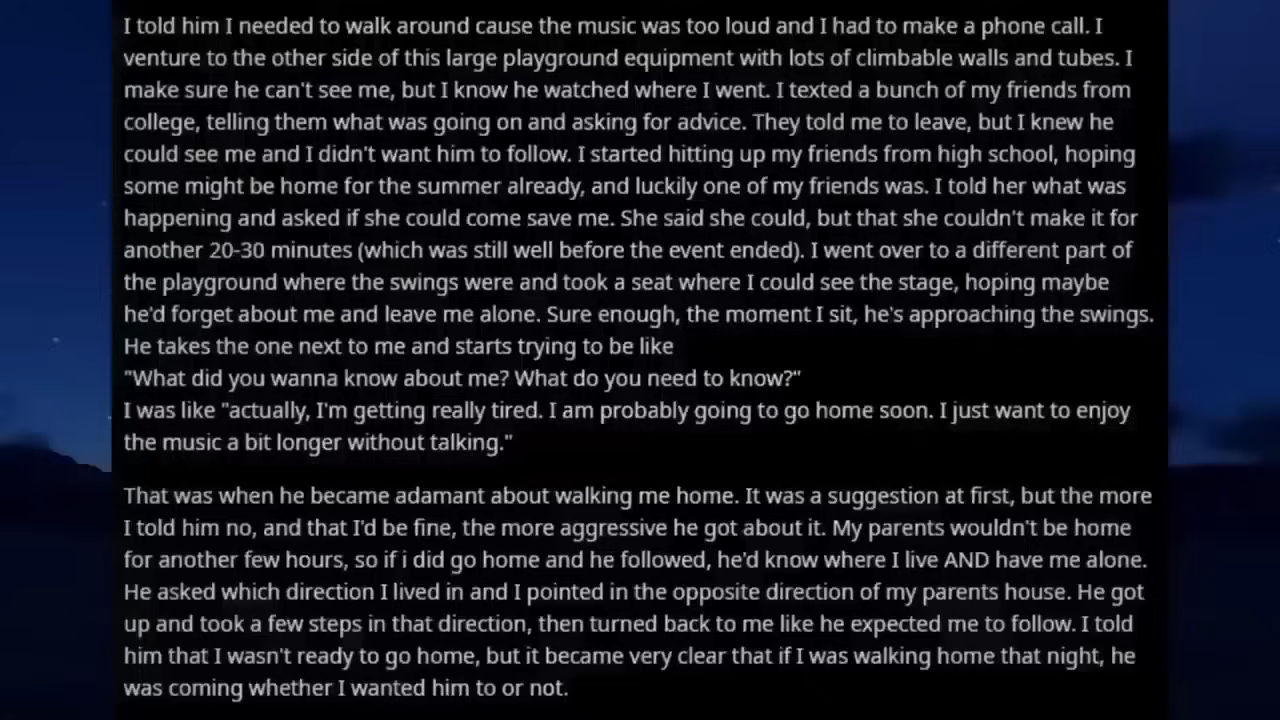 I told him I needed to walk around cause the music was too loud and I had to make a phone call. I
venture to the other side of this large playground equipment with lots of climbable walls and tubes. I
make sure he can't see me, but I know he watched where I went. I texted a bunch of my friends from
college, telling them what was going on and asking for advice. They told me to leave, but I knew he
could see me and I didn't want him to follow. I started hitting up my friends from high school, hoping
some might be home for the summer already, and luckily one of my friends was. I told her what was
happening and asked if she could come save me. She said she could, but that she couldn't make it for
another 20-30 minutes (which was still well before the event ended). I went over to a different part of
the playground where the swings were and took a seat where I could see the stage, hoping maybe
he'd forget about me and leave me alone. Sure enough, the moment I sit, he's approaching the swings.
He takes the one next to me and starts trying to be like
"What did you wanna know about me? What do you need to know?"
I was like "actually, I'm getting really tired. I am probably going to go home soon. I just want to enjoy
the music a bit longer without talking."
That was when he became adamant about walking me home. It was a suggestion at first, but the more
I told him no, and that I'd be fine, the more aggressive he got about it. My parents wouldn't be home
for another few hours, so if i did go home and he followed, he'd know where I live AND have me alone.
He asked which direction I lived in and I pointed in the opposite direction of my parents house. He got
up and took a few steps in that direction, then turned back to me like he expected me to follow. I told
him that I wasn't ready to go home, but it became very clear that if I was walking home that night, he
was coming whether I wanted him to or not.